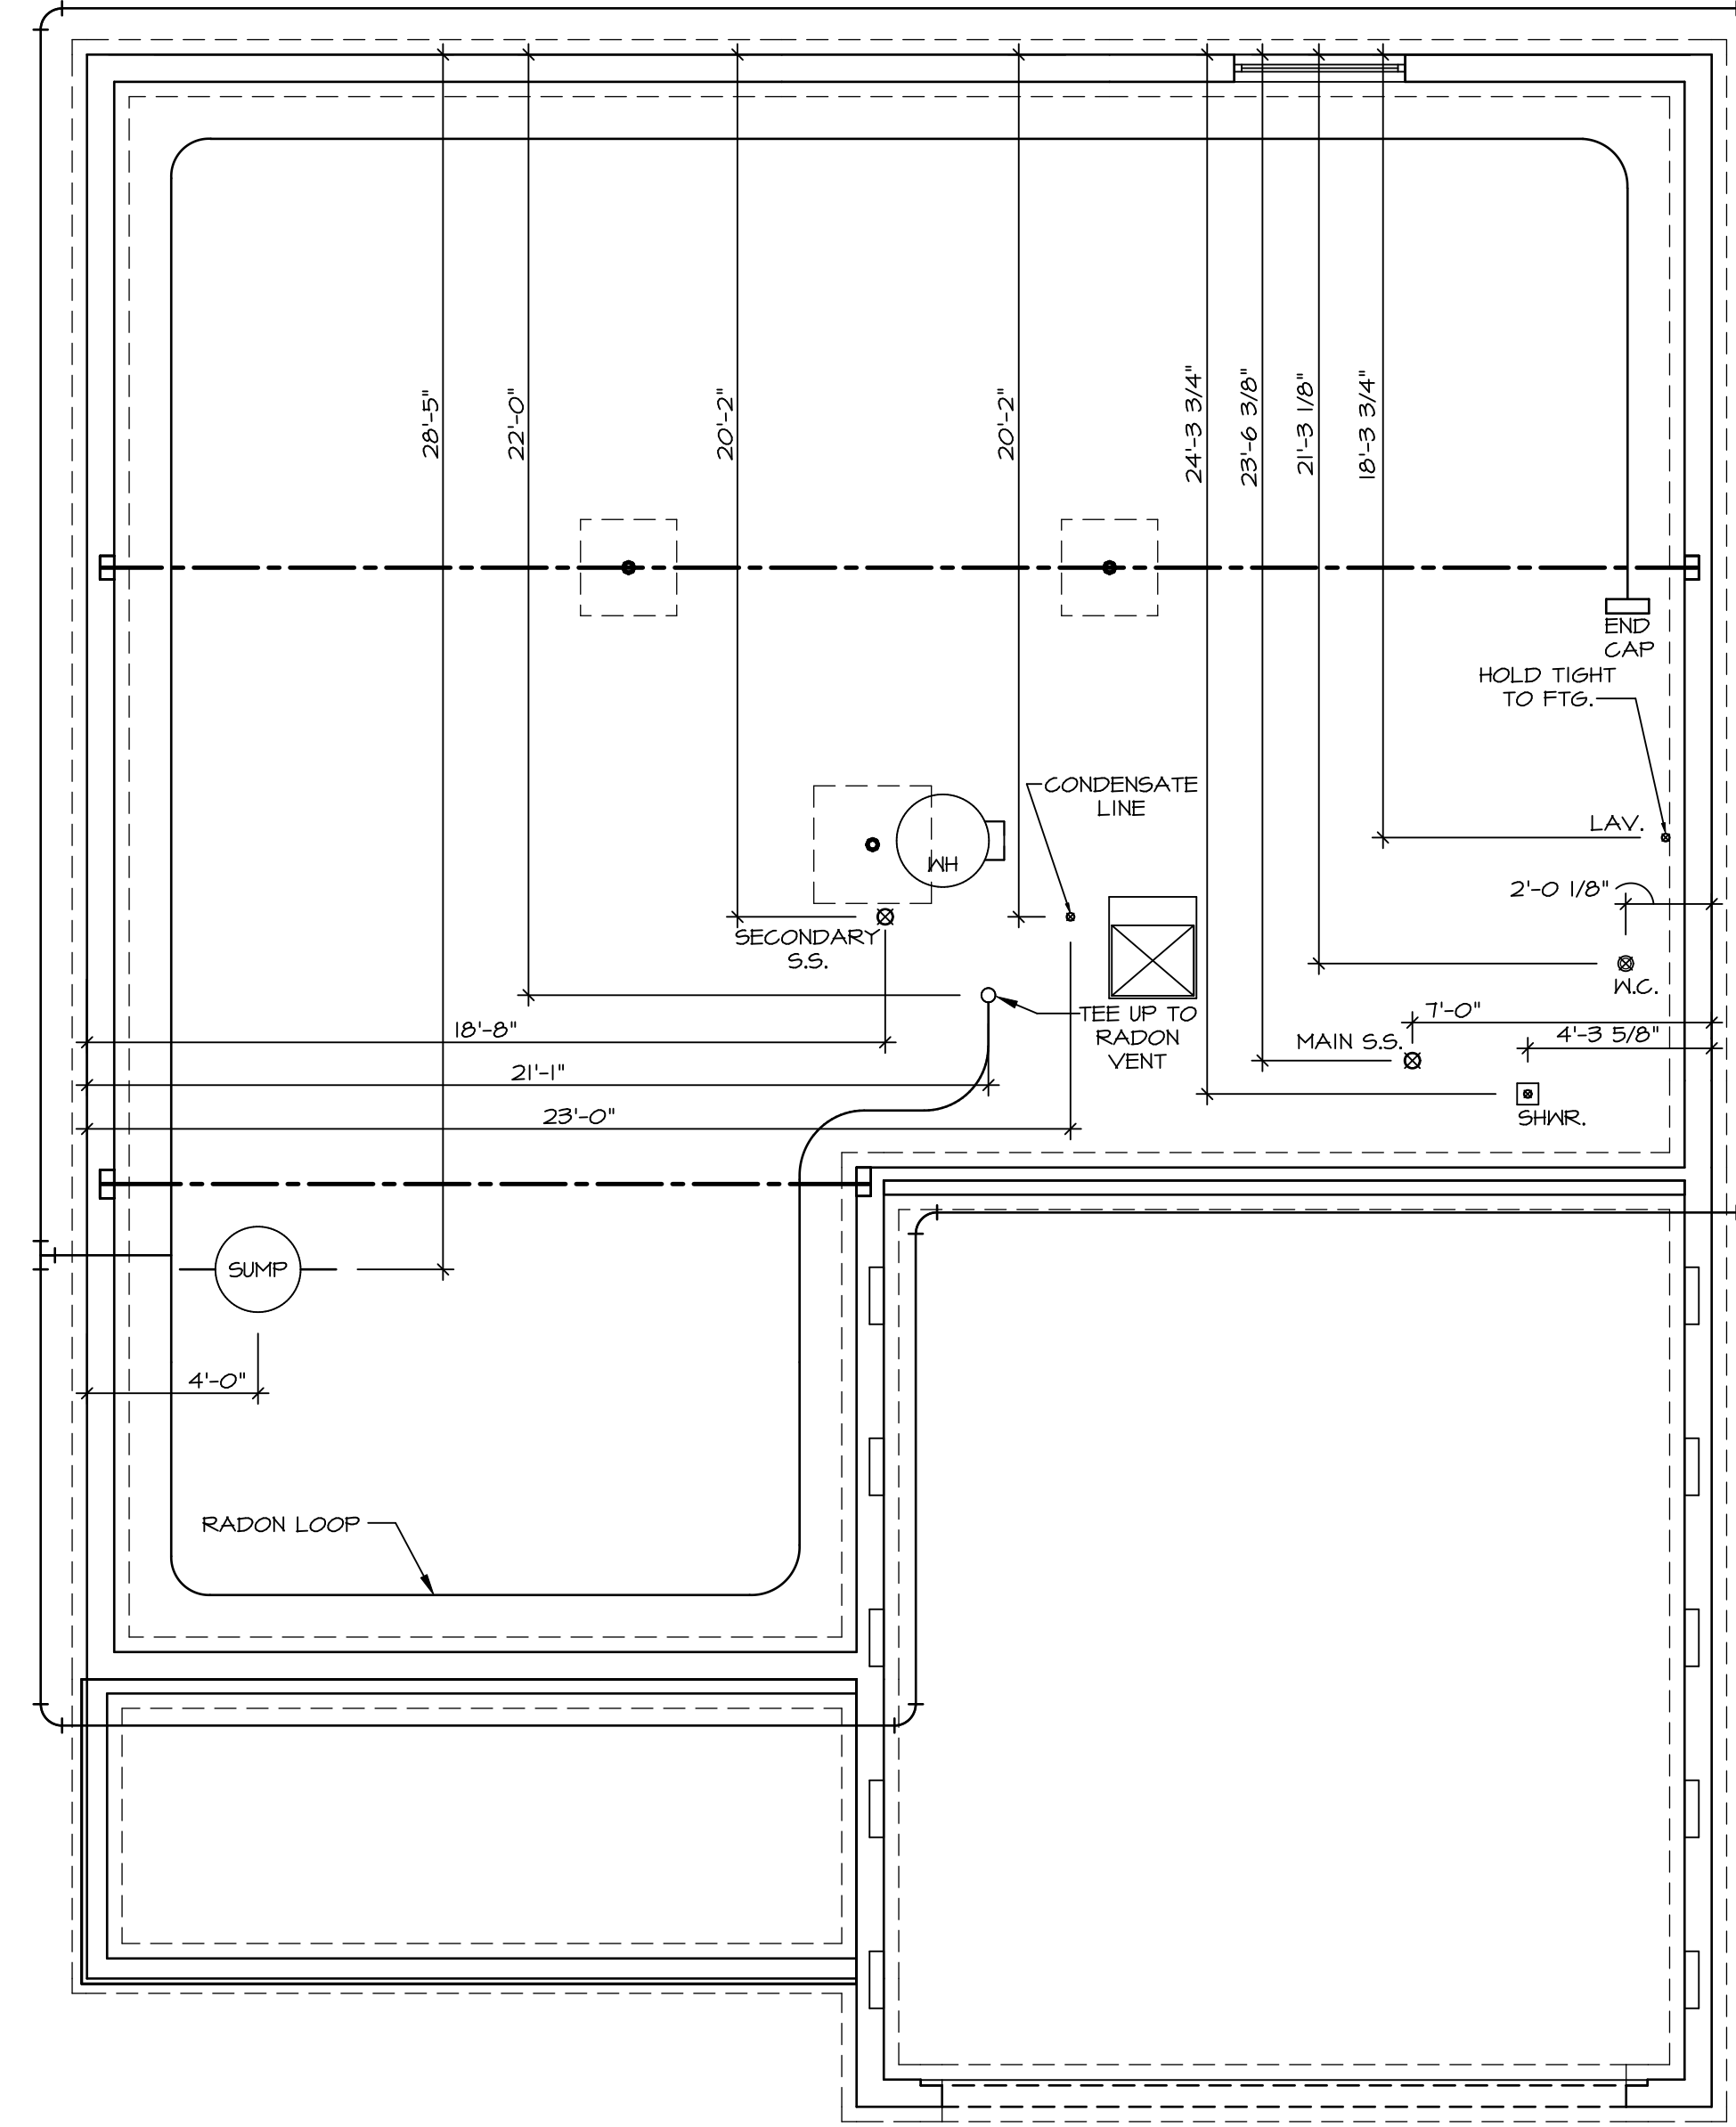 28'-5"
22'-0"
20'-2"
20'-2"
24'-3 3/4"
23'-6 3/8"
21'-3 1/8"
18'-3 3/4"
END
CAP
HOLD TIGHT
TO FTG.
CONDENSATE
LINE
LAV.
WH
2'-0 1/8"
SECONDARY
S.S.
W.C.
TEE UP TO
RADON
VENT
7'-0"
18'-8"
MAIN S.S.
4'-3 5/8"
21'-1"
23'-0"
SHWR.
SUMP
4'-0"
RADON LOOP